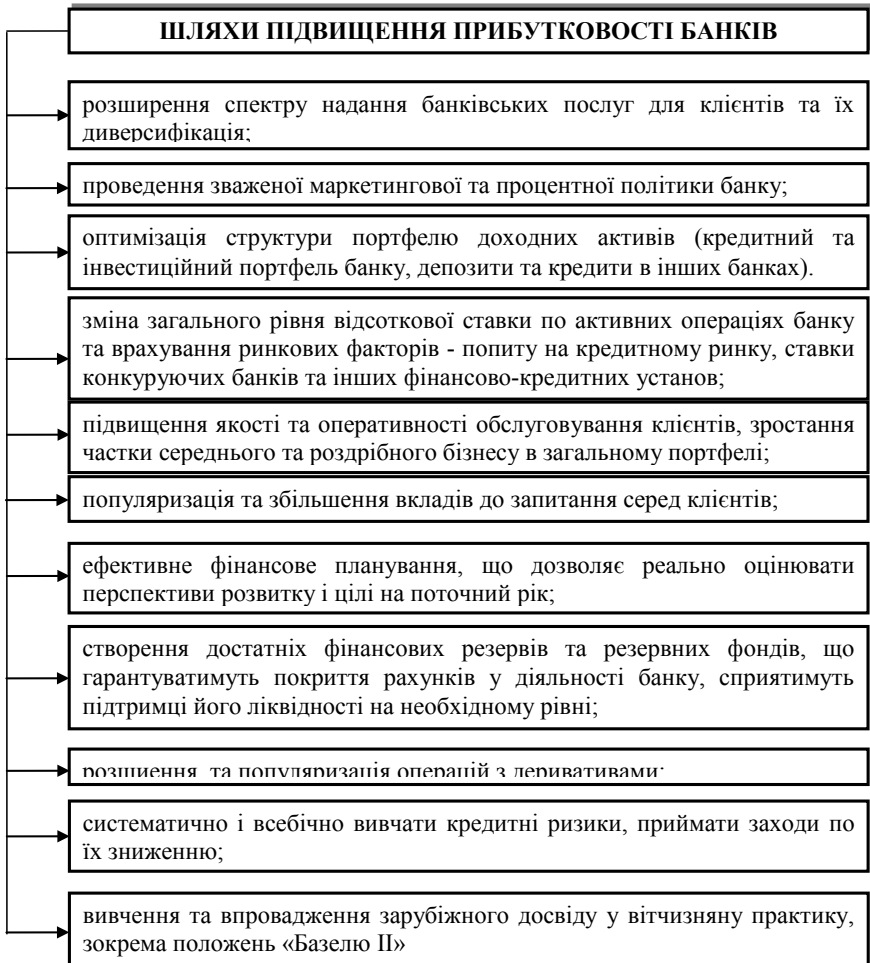 ШЛЯХИ ПІДВИЩЕННЯ ПРИБУТКОВОСТІ БАНКІВ
розширення спектру надання банківських послуг для клієнтів та їх
диверсифікація;
проведення зваженої маркетингової та процентної політики банку;
оптимізація структури портфелю доходних активів (кредитний та
інвестиційний портфель банку, депозити та кредити в інших банках).
зміна загального рівня відсоткової ставки по активних операціях банку
та врахування ринкових факторів - попиту на кредитному ринку, ставки
конкуруючих банків та інших фінансово-кредитних установ;
підвищення якості та оперативності обслуговування клієнтів, зростання
частки середнього та роздрібного бізнесу в загальному портфелі;
популяризація та збільшення вкладів до запитання серед клієнтів;
ефективне фінансове планування, що дозволяє реально оцінювати
перспективи розвитку і цілі на поточний рік;
створення достатніх фінансових резервів та резервних фондів, що
гарантуватимуть покриття рахунків у діяльності банку, сприятимуть
підтримці його ліквідності на необхідному рівні;
розшиення та популяризація операцій з деривативами;
систематично і всебічно вивчати кредитні ризики, приймати заходи по
їх зниженню;
вивчення та впровадження зарубіжного досвіду у вітчизняну практику,
зокрема положень «Базелю ІІ»